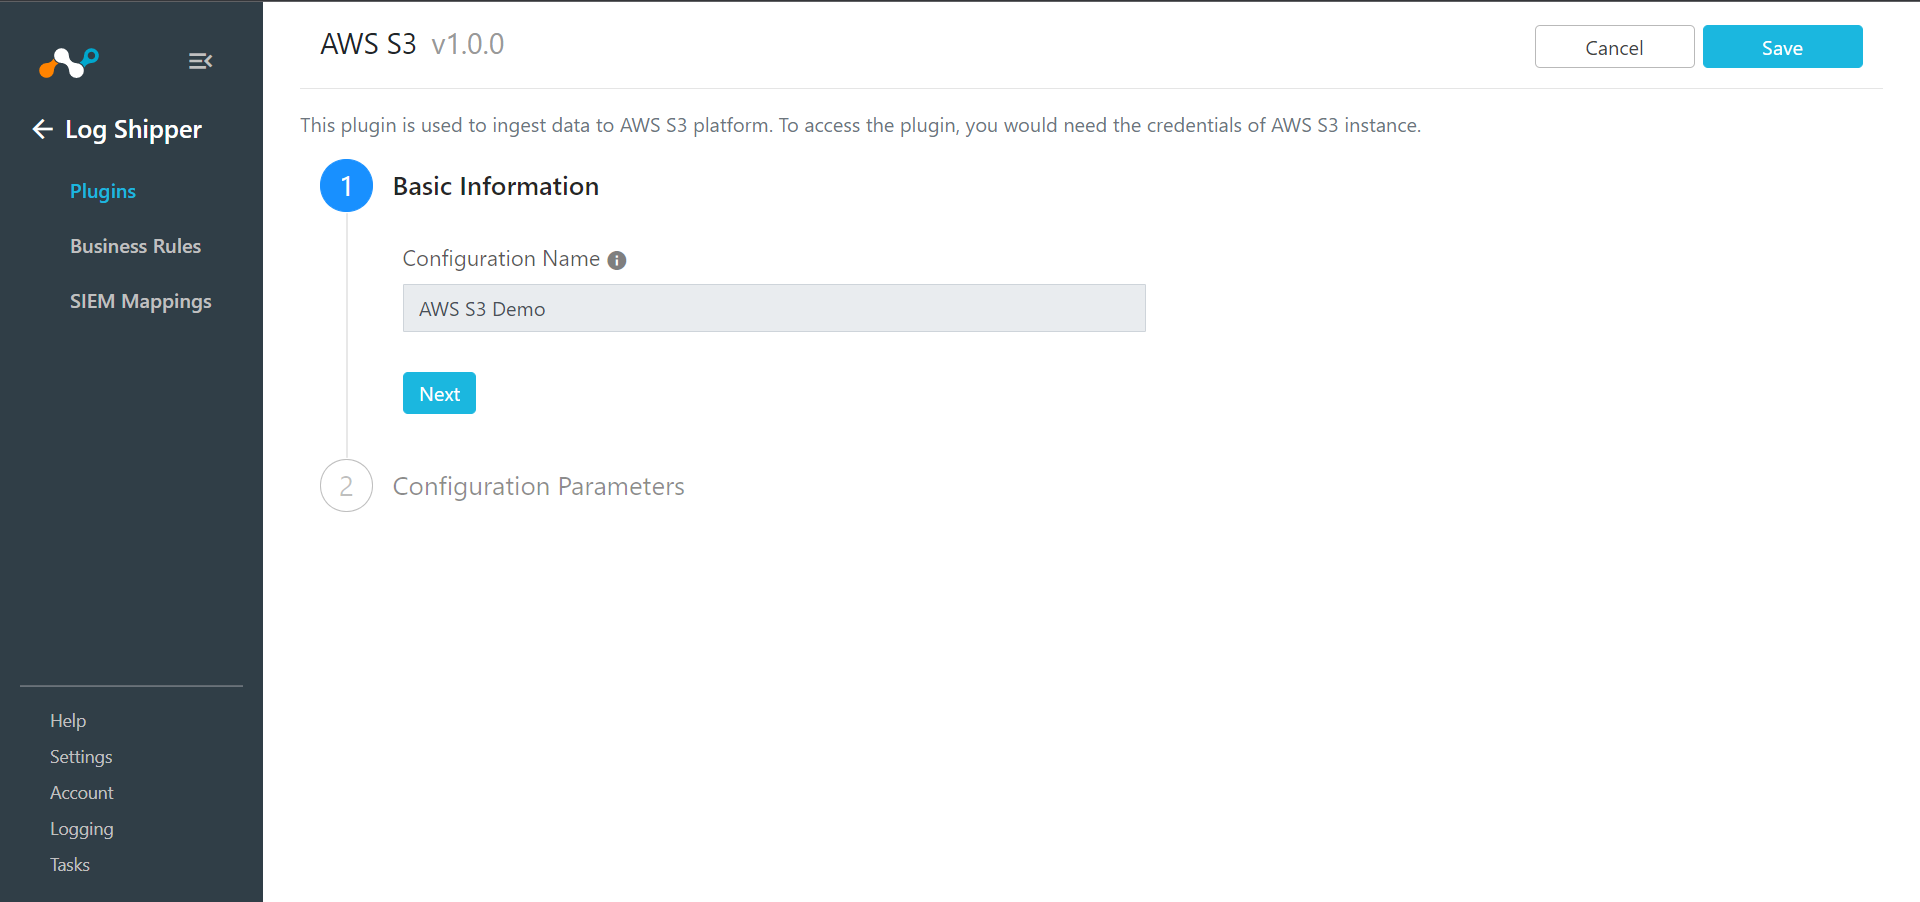 Log Shipper
Plugins
Business Rules
SIEM Mappings
Help
Settings
Account
Logging
Tasks
AWS S3 v1.0.0
Cancel
Save
This plugin is used to ingest data to AWS S3 platform. To access the plugin, you would need the credentials of AWS S3 instance.
1 Basic Information
Configuration Name
AWS S3 Demo
Next
2 Configuration Parameters